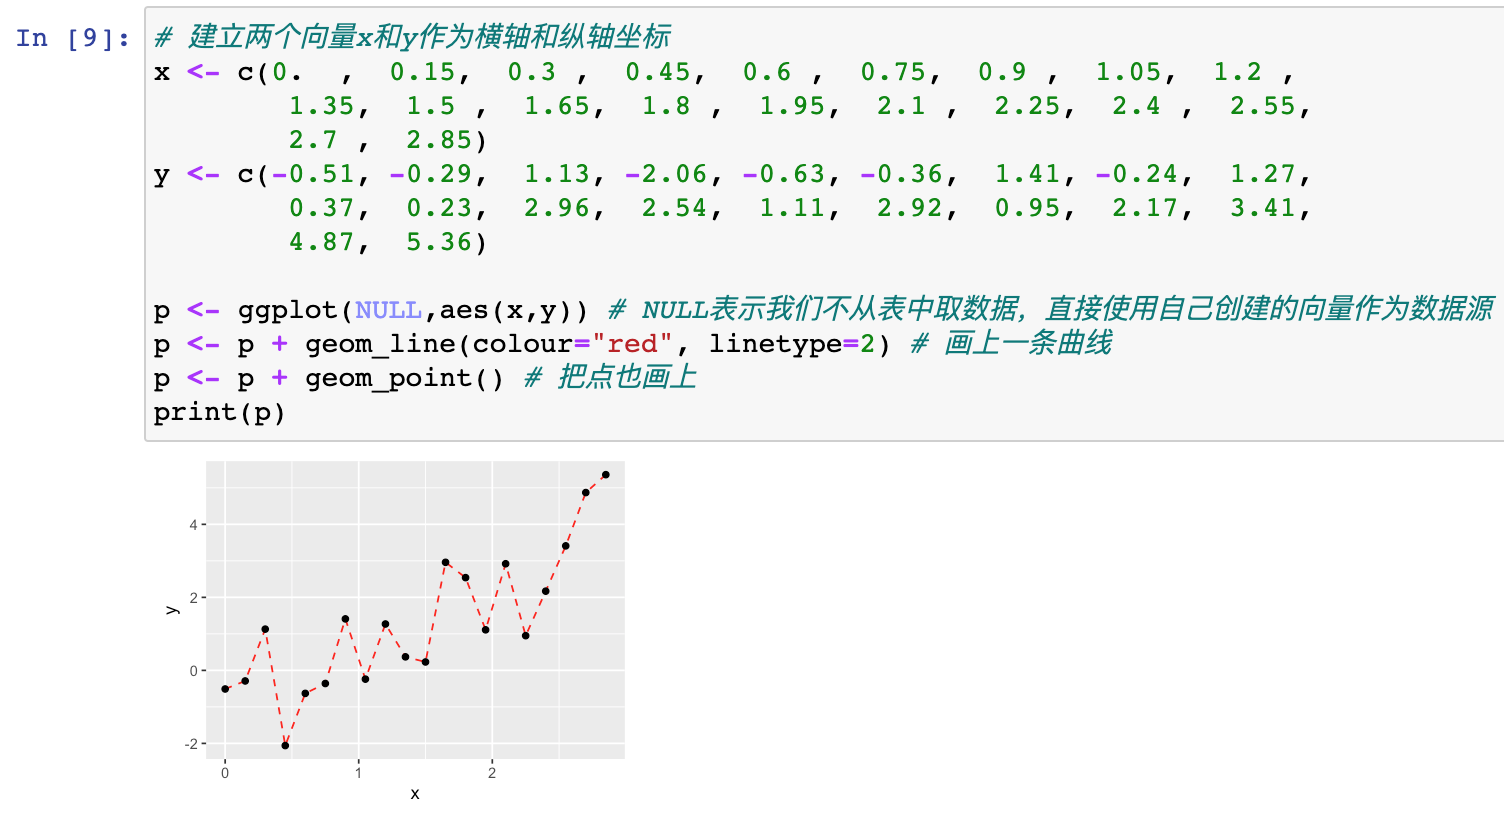 In [9]:
# 建立两个向量x和y作为横轴和纵轴坐标
x <- c(0.  ,  0.15,  0.3 ,  0.45,  0.6 ,  0.75,  0.9 ,  1.05,  1.2 ,
        1.35,  1.5 ,  1.65,  1.8 ,  1.95,  2.1 ,  2.25,  2.4 ,  2.55,
        2.7 ,  2.85)
y <- c(-0.51, -0.29,  1.13, -2.06, -0.63, -0.36,  1.41, -0.24,  1.27,
        0.37,  0.23,  2.96,  2.54,  1.11,  2.92,  0.95,  2.17,  3.41,
        4.87,  5.36)
p <- ggplot(NULL,aes(x,y)) # NULL表示我们不从表中取数据，直接使用自己创建的向量作为数据源
p <- p + geom_line(colour="red", linetype=2) # 画上一条曲线
p <- p + geom_point() # 把点也画上
print(p)
4
2
0
-2
y
0 1 2
x